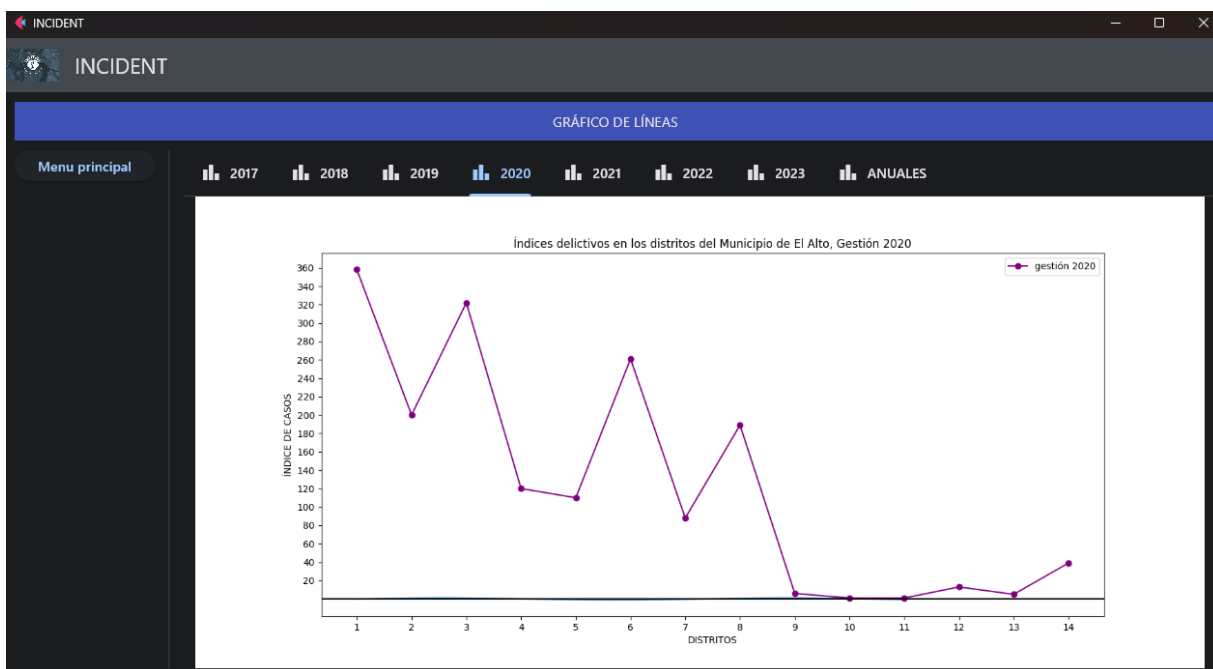 INCIDENT
INCIDENT
GRÁFICO DE LÍNEAS
Menu principal
2017 2018 2019 2020 2021 2022 2023 ANUALES
Índices delictivos en los distritos del Municipio de El Alto, Gestión 2020
gestión 2020
360
340
320
300
280
260
240
220
200
180
160
140
120
100
80
60
40
20
ÍNDICE DE CASOS
1 2 3 4 5 6 7 8 9 10 11 12 13 14
DISTRITOS